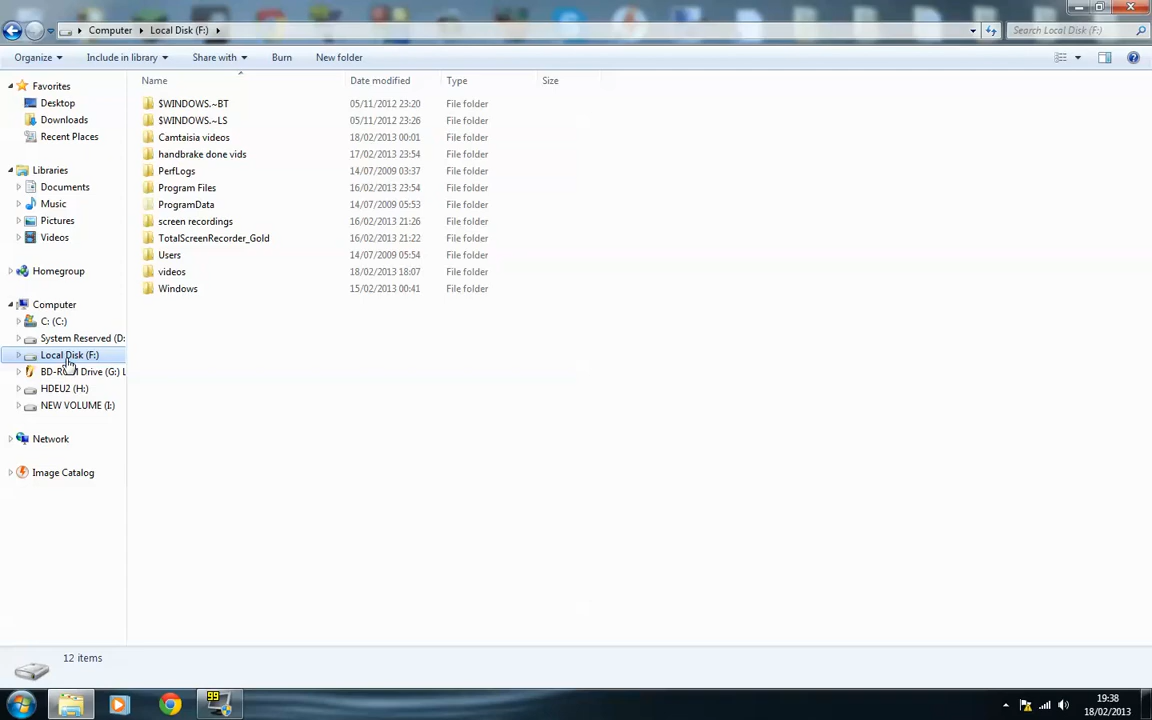 Computer Local Disk (F:) Search Local Disk (F:)
Organize Include in library Share with Burn New folder
Name Date modified Type Size
Favorites
Desktop
Downloads
Recent Places
Libraries
Documents
Music
Pictures
Videos
Homegroup
Computer
C: (C:)
System Reserved (D:
Local Disk (F:)
BD-ROM Drive (G:) L
HDEU2 (H:)
NEW VOLUME (I:)
Network
Image Catalog
$WINDOWS.~BT 05/11/2012 23:20 File folder
$WINDOWS.~LS 05/11/2012 23:26 File folder
Camtaisia videos 18/02/2013 00:01 File folder
handbrake done vids 17/02/2013 23:54 File folder
PerfLogs 14/07/2009 03:37 File folder
Program Files 16/02/2013 23:54 File folder
ProgramData 14/07/2009 05:53 File folder
screen recordings 16/02/2013 21:26 File folder
TotalScreenRecorder_Gold 16/02/2013 21:22 File folder
Users 14/07/2009 05:54 File folder
videos 18/02/2013 18:07 File folder
Windows 15/02/2013 00:41 File folder
12 items
99
19:38
18/02/2013